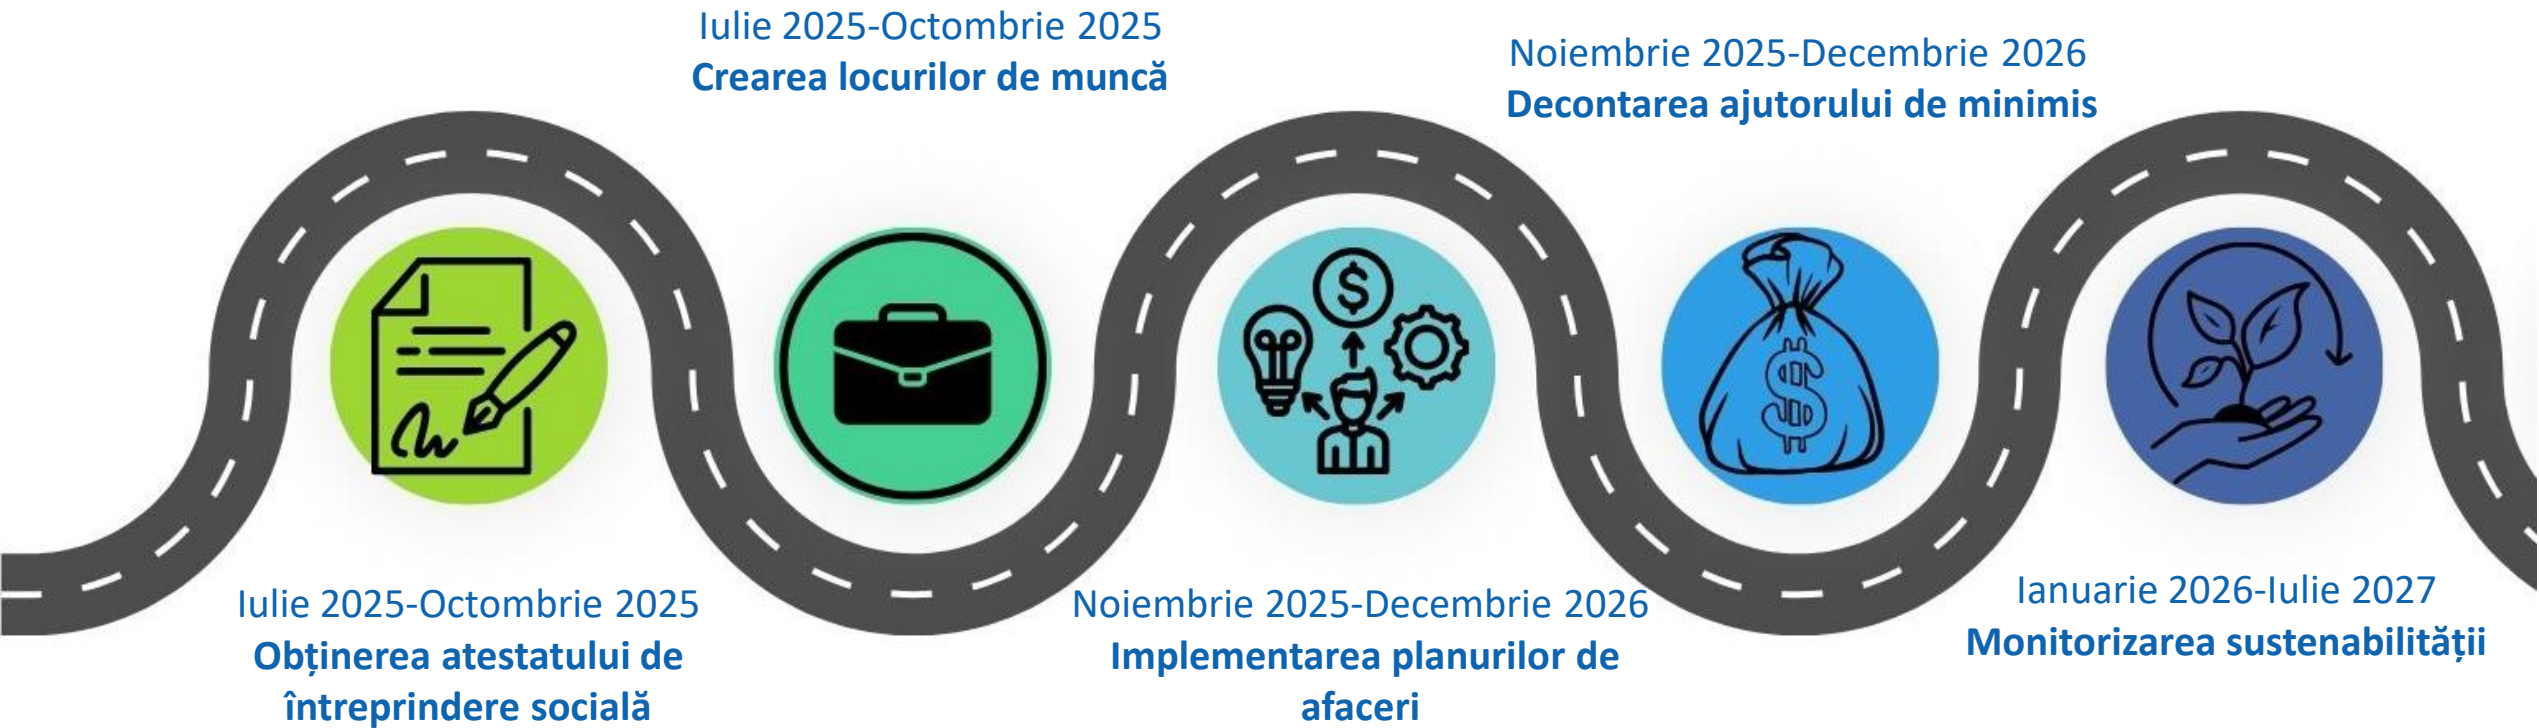 Iulie 2025-Octombrie 2025
Obținerea atestatului de
întreprindere socială
Iulie 2025-Octombrie 2025
Crearea locurilor de muncă
Noiembrie 2025-Decembrie 2026
Implementarea planurilor de
afaceri
Noiembrie 2025-Decembrie 2026
Decontarea ajutorului de minimis
Ianuarie 2026-Iulie 2027
Monitorizarea sustenabilității